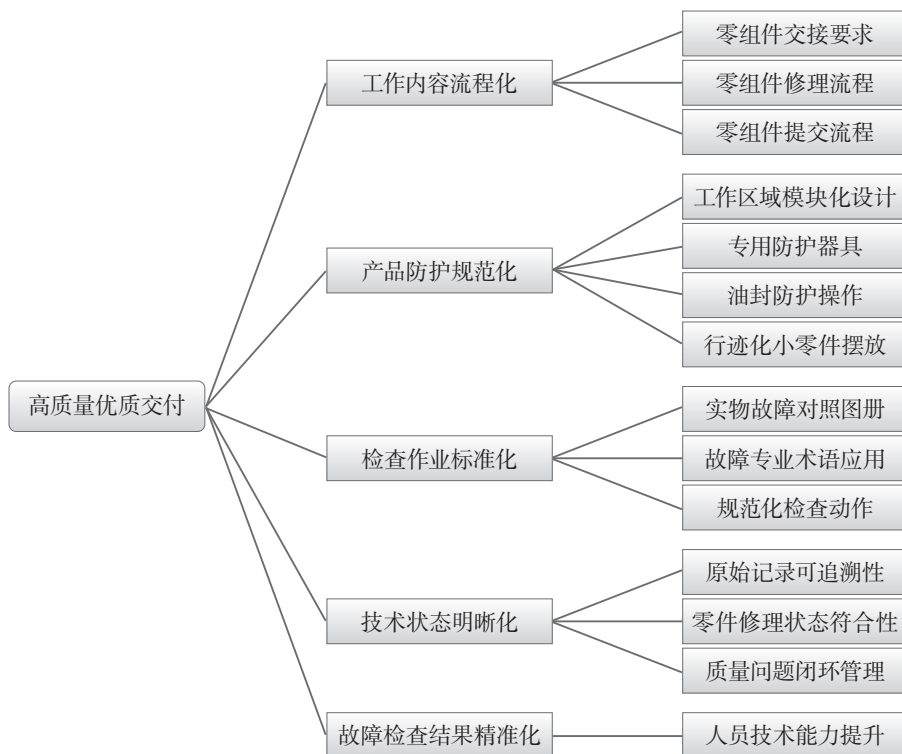 高质量优质交付
工作内容流程化
零组件交接要求
零组件修理流程
零组件提交流程
产品防护规范化
工作区域模块化设计
专用防护器具
油封防护操作
行迹化小零件摆放
检查作业标准化
实物故障对照图册
故障专业术语应用
规范化检查动作
技术状态明晰化
原始记录可追溯性
零件修理状态符合性
质量问题闭环管理
故障检查结果精准化
人员技术能力提升